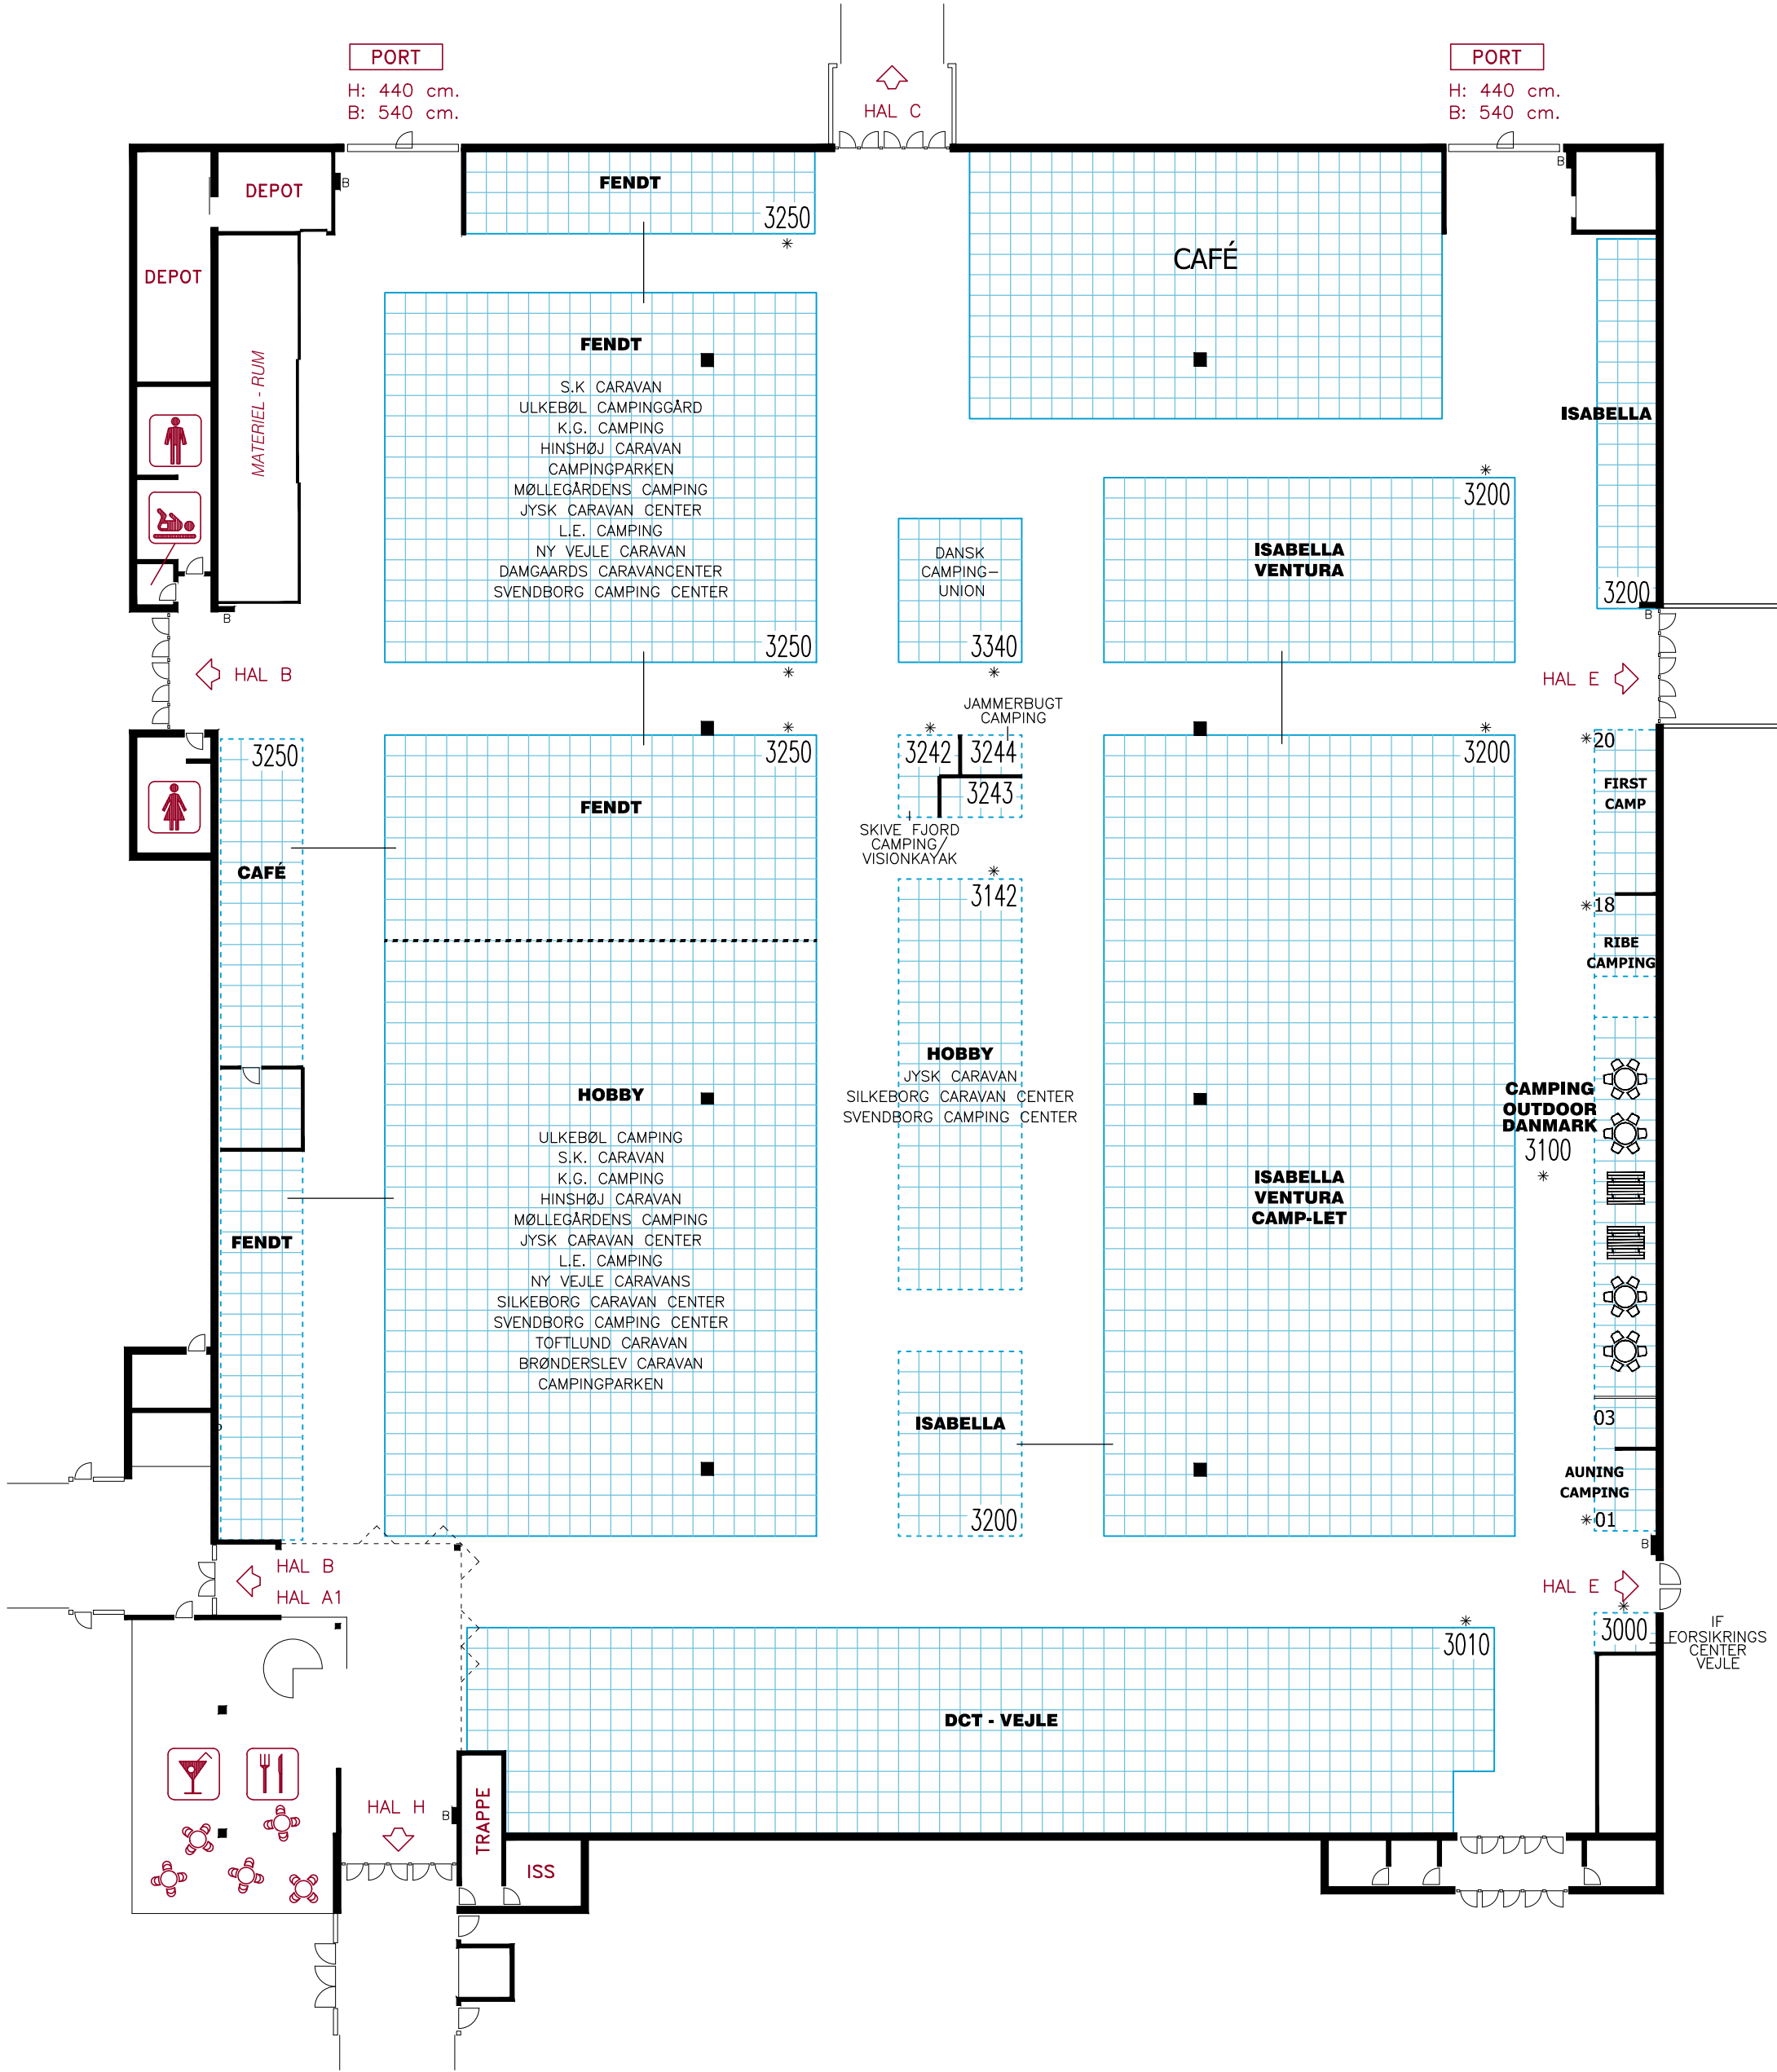 PORT
H: 440 cm.
B: 540 cm.
HAL C
PORT
H: 440 cm.
B: 540 cm.
DEPOT
B
FENDT
3250
*
CAFÉ
B
DEPOT
MATERIEL - RUM
FENDT
S.K CARAVAN
ULKEBØL CAMPINGGÅRD
K.G. CAMPING
HINSHØJ CARAVAN
CAMPINGPARKEN
MØLLEGÅRDENS CAMPING
JYSK CARAVAN CENTER
L.E. CAMPING
NY VEJLE CARAVAN
DAMGAARDS CARAVANCENTER
SVENDBORG CAMPING CENTER
3250
*
ISABELLA
3200
B
*
3200
ISABELLA
VENTURA
DANSK
CAMPING-
UNION
3340
*
B
HAL B
HAL E
JAMMERBUGT
CAMPING
*
3250
FENDT
*
3242
3244
3243
SKIVE FJORD
CAMPING/
VISIONKAYAK
*
3200
*20
FIRST
CAMP
*18
RIBE
CAMPING
3250
CAFÉ
FENDT
*
3142
HOBBY
JYSK CARAVAN
SILKEBORG CARAVAN CENTER
SVENDBORG CAMPING CENTER
HOBBY
ULKEBØL CAMPING
S.K. CARAVAN
K.G. CAMPING
HINSHØJ CARAVAN
MØLLEGÅRDENS CAMPING
JYSK CARAVAN CENTER
L.E. CAMPING
NY VEJLE CARAVANS
SILKEBORG CARAVAN CENTER
SVENDBORG CAMPING CENTER
TOFTLUND CARAVAN
BRØNDERSLEV CARAVAN
CAMPINGPARKEN
ISABELLA
VENTURA
CAMP-LET
CAMPING
OUTDOOR
DANMARK
3100
*
ISABELLA
3200
03
AUNING
CAMPING
*01
B
HAL B
HAL A1
HAL E
*
3000
IF
FORSIKRINGS
CENTER
VEJLE
*
3010
DCT - VEJLE
HAL H
B
TRAPPE
ISS